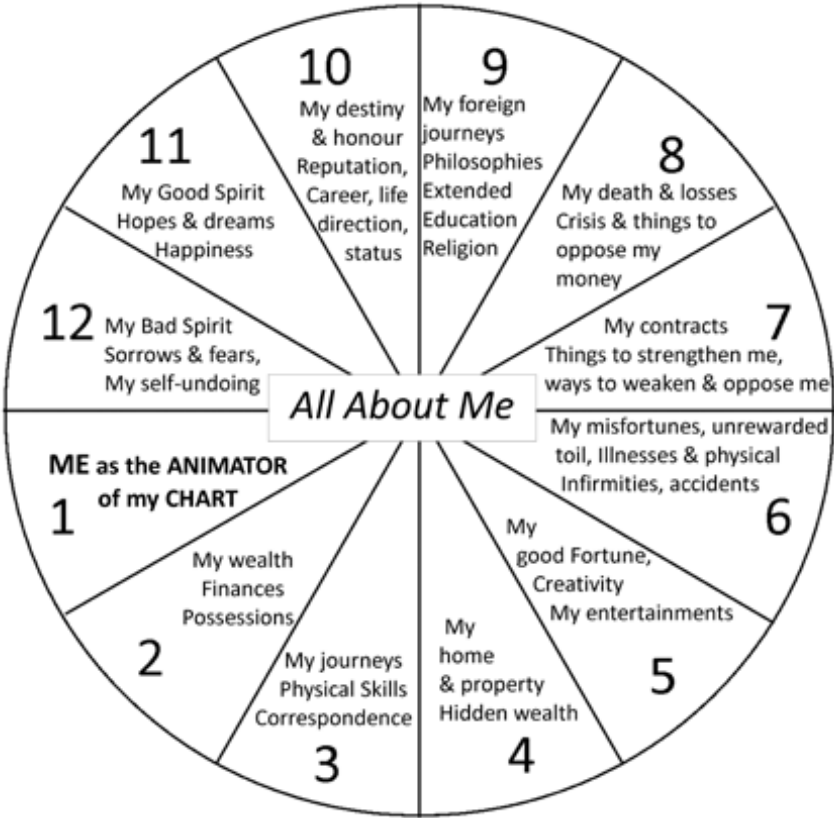 10
My destiny
& honour
Reputation,
Career, life
direction,
status
9
My foreign
journeys
Philosophies
Extended
Education
Religion
11
My Good Spirit
Hopes & dreams
Happiness
8
My death & losses
Crisis & things to
oppose my
money
12
My Bad Spirit
Sorrows & fears,
My self-undoing
7
My contracts
Things to strengthen me,
ways to weaken & oppose me
All About Me
ME as the ANIMATOR
of my CHART
1
My misfortunes, unrewarded
toil, Illnesses & physical
Infirmities, accidents
6
My wealth
Finances
Possessions
2
My
good Fortune,
Creativity
My entertainments
5
My journeys
Physical Skills
Correspondence
3
My
home
& property
Hidden wealth
4